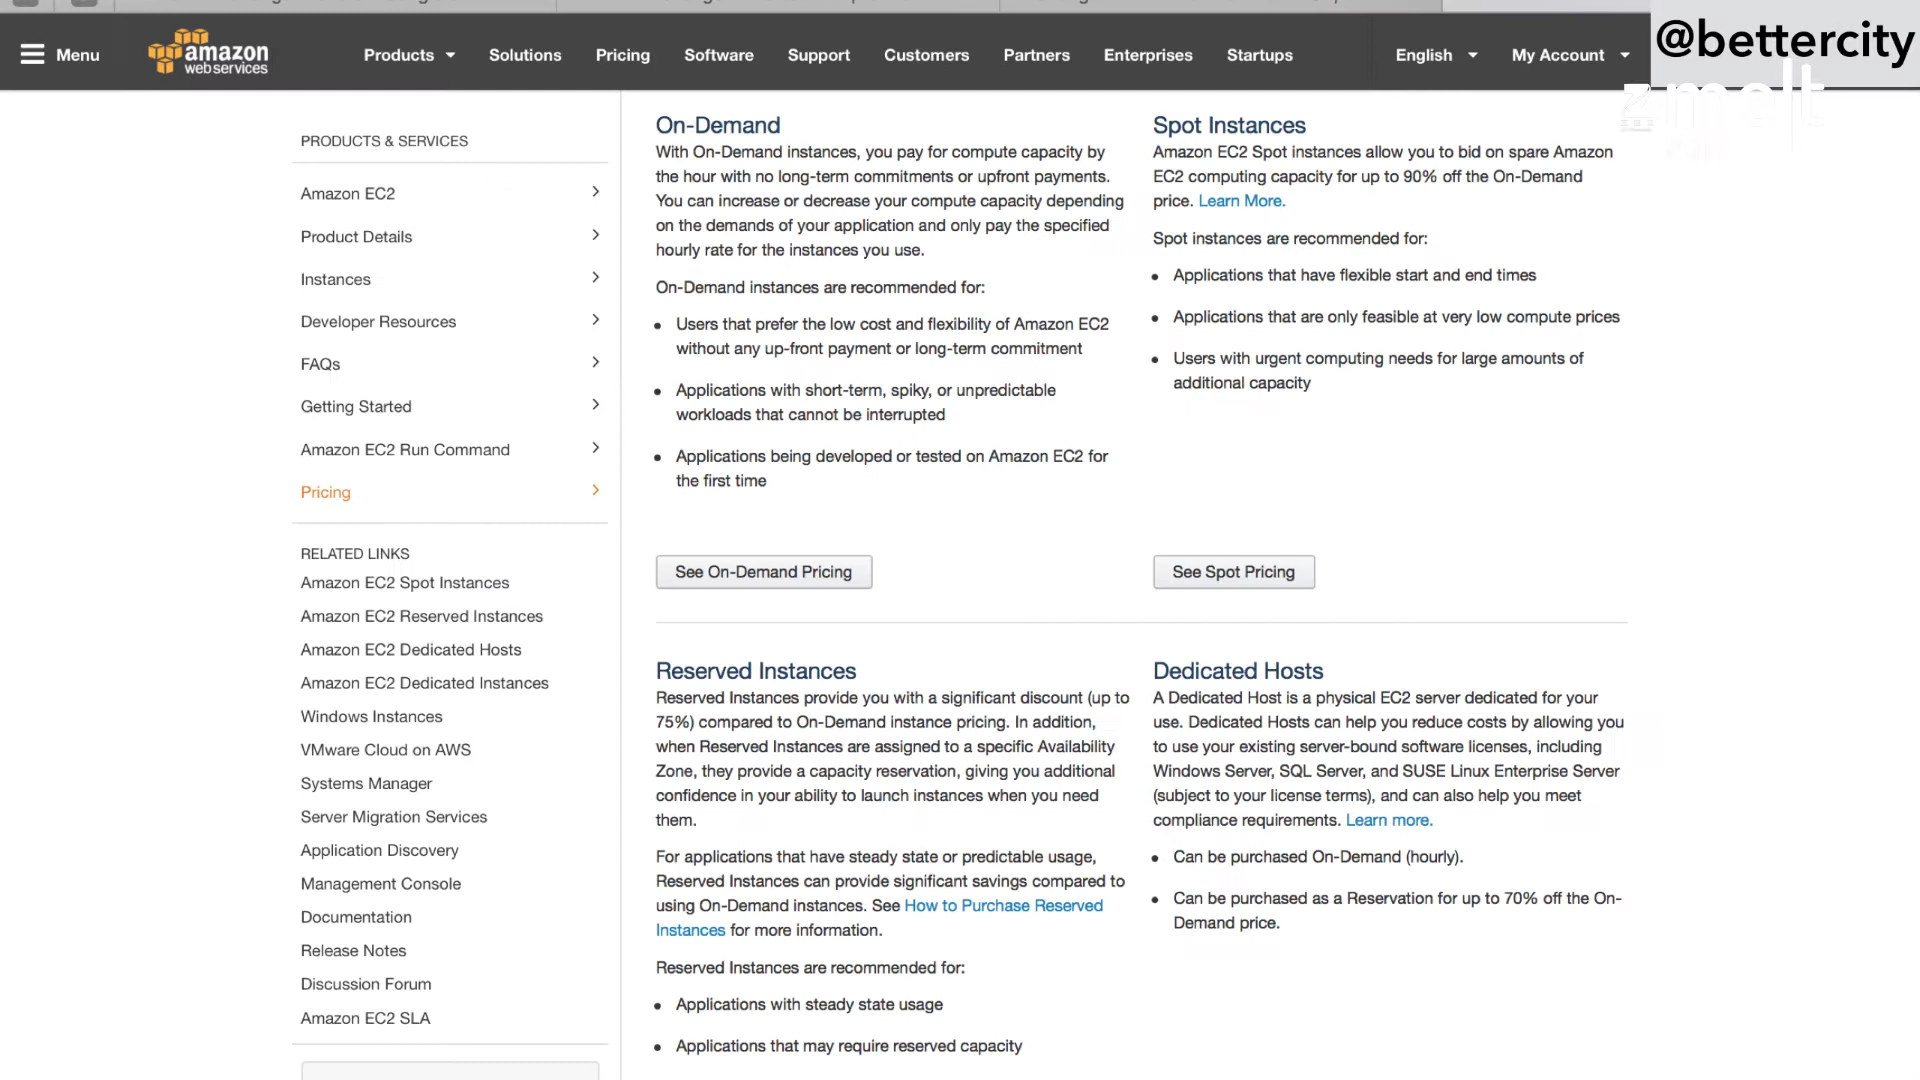 Menu
amazon
web services
Products
Solutions
Pricing
Software
Support
Customers
Partners
Enterprises
Startups
English
My Account
@bettercity
melt
PRODUCTS & SERVICES
Amazon EC2
Product Details
Instances
Developer Resources
FAQs
Getting Started
Amazon EC2 Run Command
Pricing
RELATED LINKS
Amazon EC2 Spot Instances
Amazon EC2 Reserved Instances
Amazon EC2 Dedicated Hosts
Amazon EC2 Dedicated Instances
Windows Instances
VMware Cloud on AWS
Systems Manager
Server Migration Services
Application Discovery
Management Console
Documentation
Release Notes
Discussion Forum
Amazon EC2 SLA
On-Demand
With On-Demand instances, you pay for compute capacity by
the hour with no long-term commitments or upfront payments.
You can increase or decrease your compute capacity depending
on the demands of your application and only pay the specified
hourly rate for the instances you use.
On-Demand instances are recommended for:
• Users that prefer the low cost and flexibility of Amazon EC2
without any up-front payment or long-term commitment
• Applications with short-term, spiky, or unpredictable
workloads that cannot be interrupted
• Applications being developed or tested on Amazon EC2 for
the first time
See On-Demand Pricing
Spot Instances
Amazon EC2 Spot instances allow you to bid on spare Amazon
EC2 computing capacity for up to 90% off the On-Demand
price. Learn More.
Spot instances are recommended for:
• Applications that have flexible start and end times
• Applications that are only feasible at very low compute prices
• Users with urgent computing needs for large amounts of
additional capacity
See Spot Pricing
Reserved Instances
Reserved Instances provide you with a significant discount (up to
75%) compared to On-Demand instance pricing. In addition,
when Reserved Instances are assigned to a specific Availability
Zone, they provide a capacity reservation, giving you additional
confidence in your ability to launch instances when you need
them.
For applications that have steady state or predictable usage,
Reserved Instances can provide significant savings compared to
using On-Demand instances. See How to Purchase Reserved
Instances for more information.
Reserved Instances are recommended for:
• Applications with steady state usage
• Applications that may require reserved capacity
Dedicated Hosts
A Dedicated Host is a physical EC2 server dedicated for your
use. Dedicated Hosts can help you reduce costs by allowing you
to use your existing server-bound software licenses, including
Windows Server, SQL Server, and SUSE Linux Enterprise Server
(subject to your license terms), and can also help you meet
compliance requirements. Learn more.
• Can be purchased On-Demand (hourly).
• Can be purchased as a Reservation for up to 70% off the On-
Demand price.